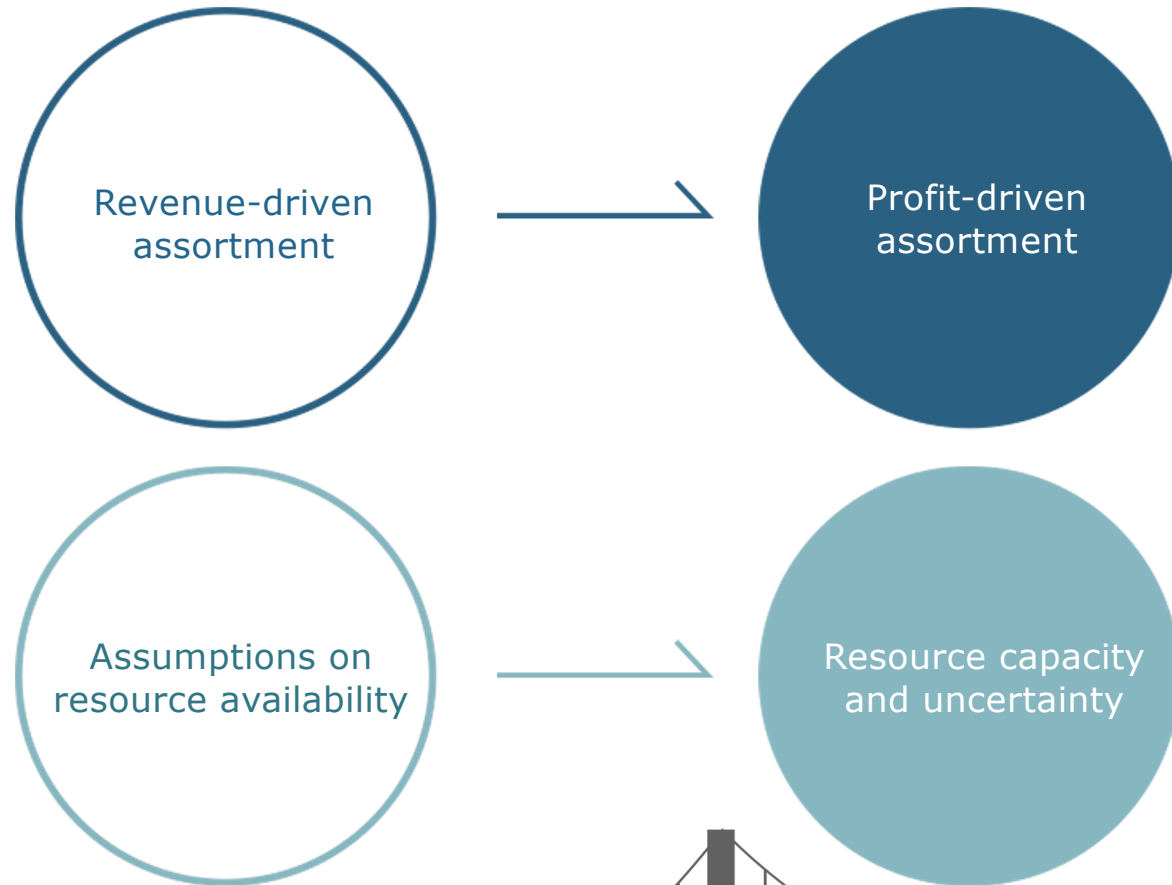 Revenue-driven
assortment
Profit-driven
assortment
Assumptions on
resource availability
Resource capacity
and uncertainty